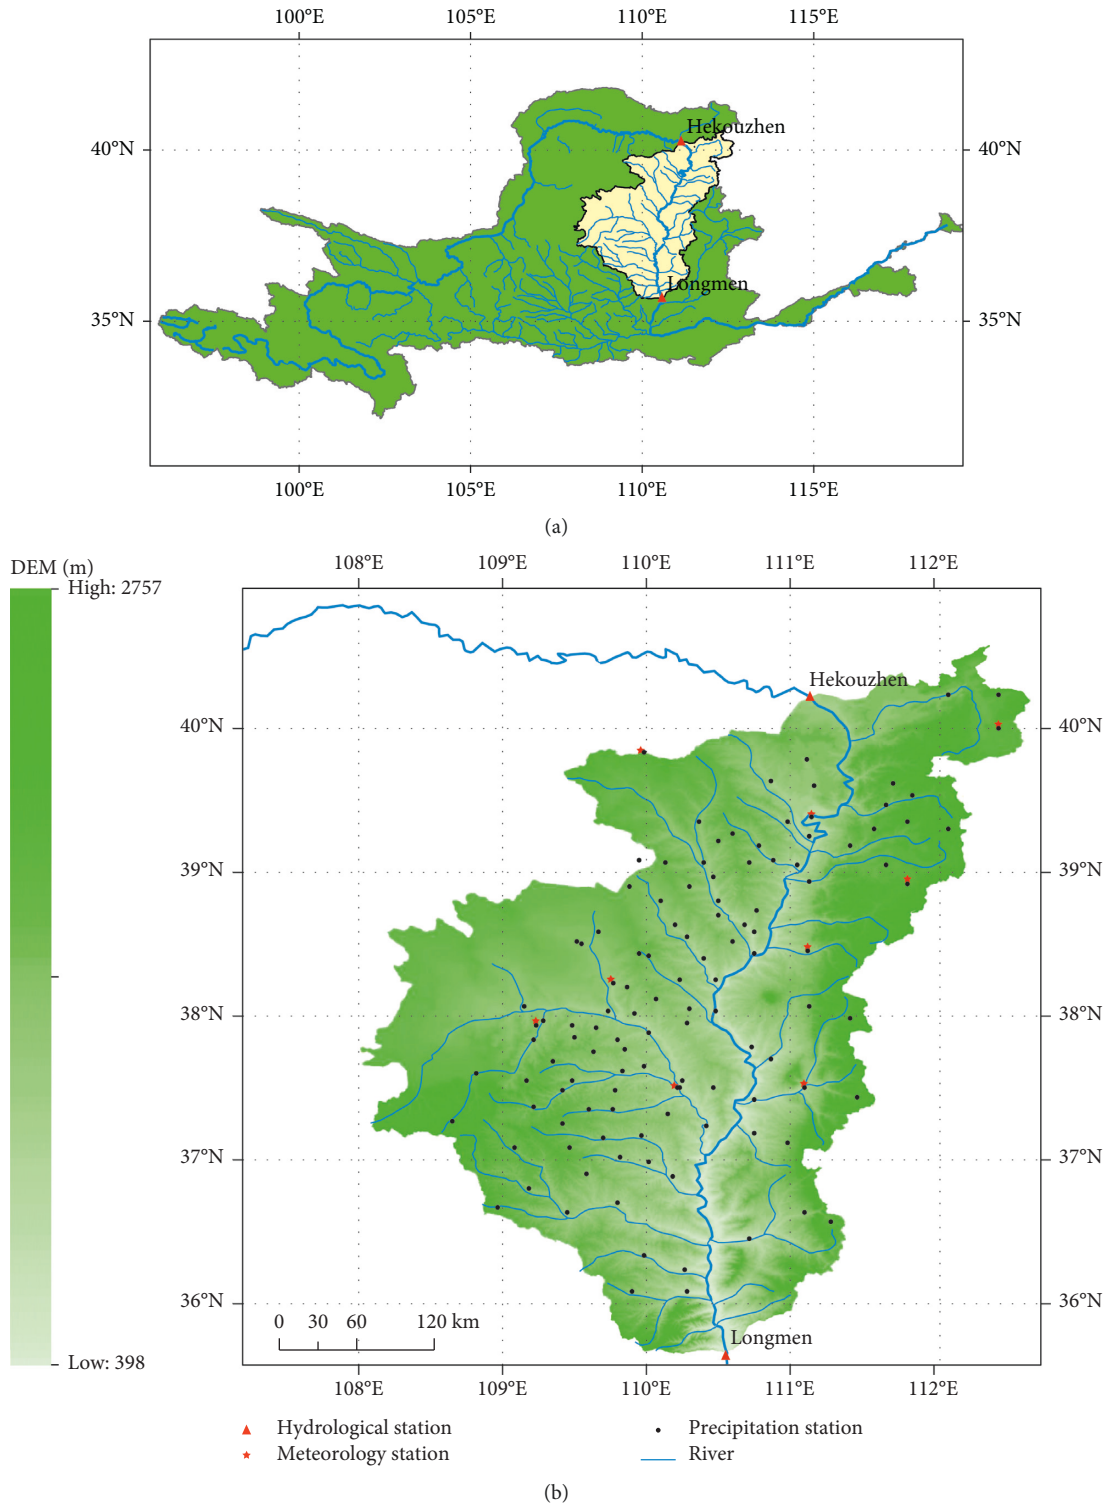 100°E 105°E 110°E 115°E
Hekouzhen
40°N 40°N
Longmen
35°N 35°N
100°E 105°E 110°E 115°E
(a)
DEM (m)
High: 2757
Low: 398
108°E 109°E 110°E 111°E 112°E
Hekouzhen
40°N 40°N
39°N 39°N
38°N 38°N
37°N 37°N
36°N 36°N
0 30 60 120 km
Longmen
108°E 109°E 110°E 111°E 112°E
Hydrological station
Meteorology station
Precipitation station
River
(b)